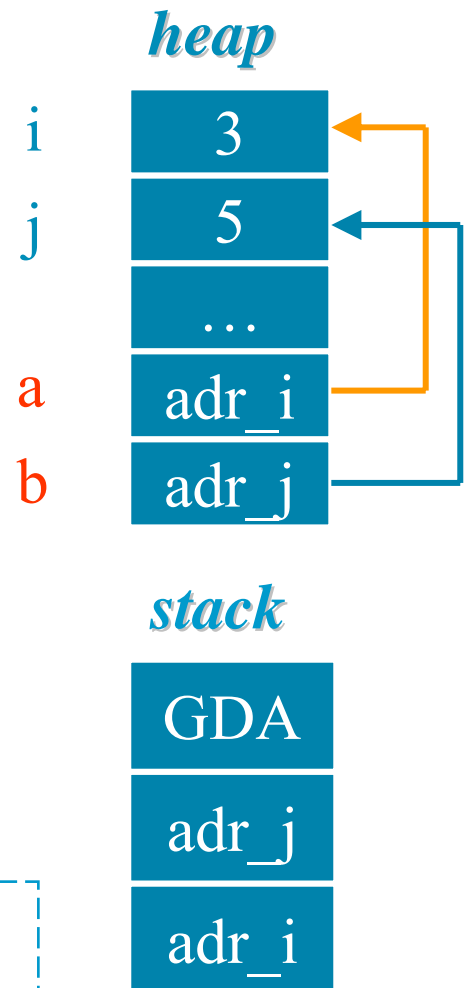 heap
i 3
j 5
…
a adr_i
b adr_j
stack
GDA
adr_j
adr_i